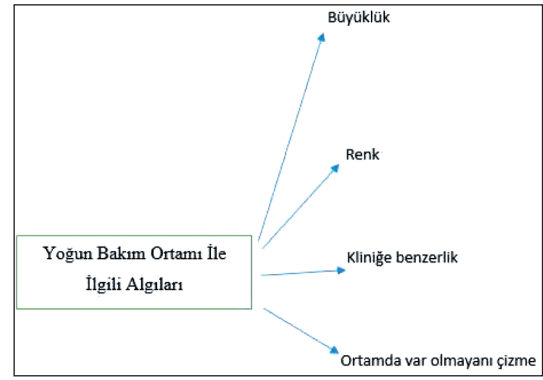 Büyüklük
Renk
Yoğun Bakım Ortamı İle
İlgili Algıları
Kliniğe benzerlik
Ortamda var olmayanı çizme